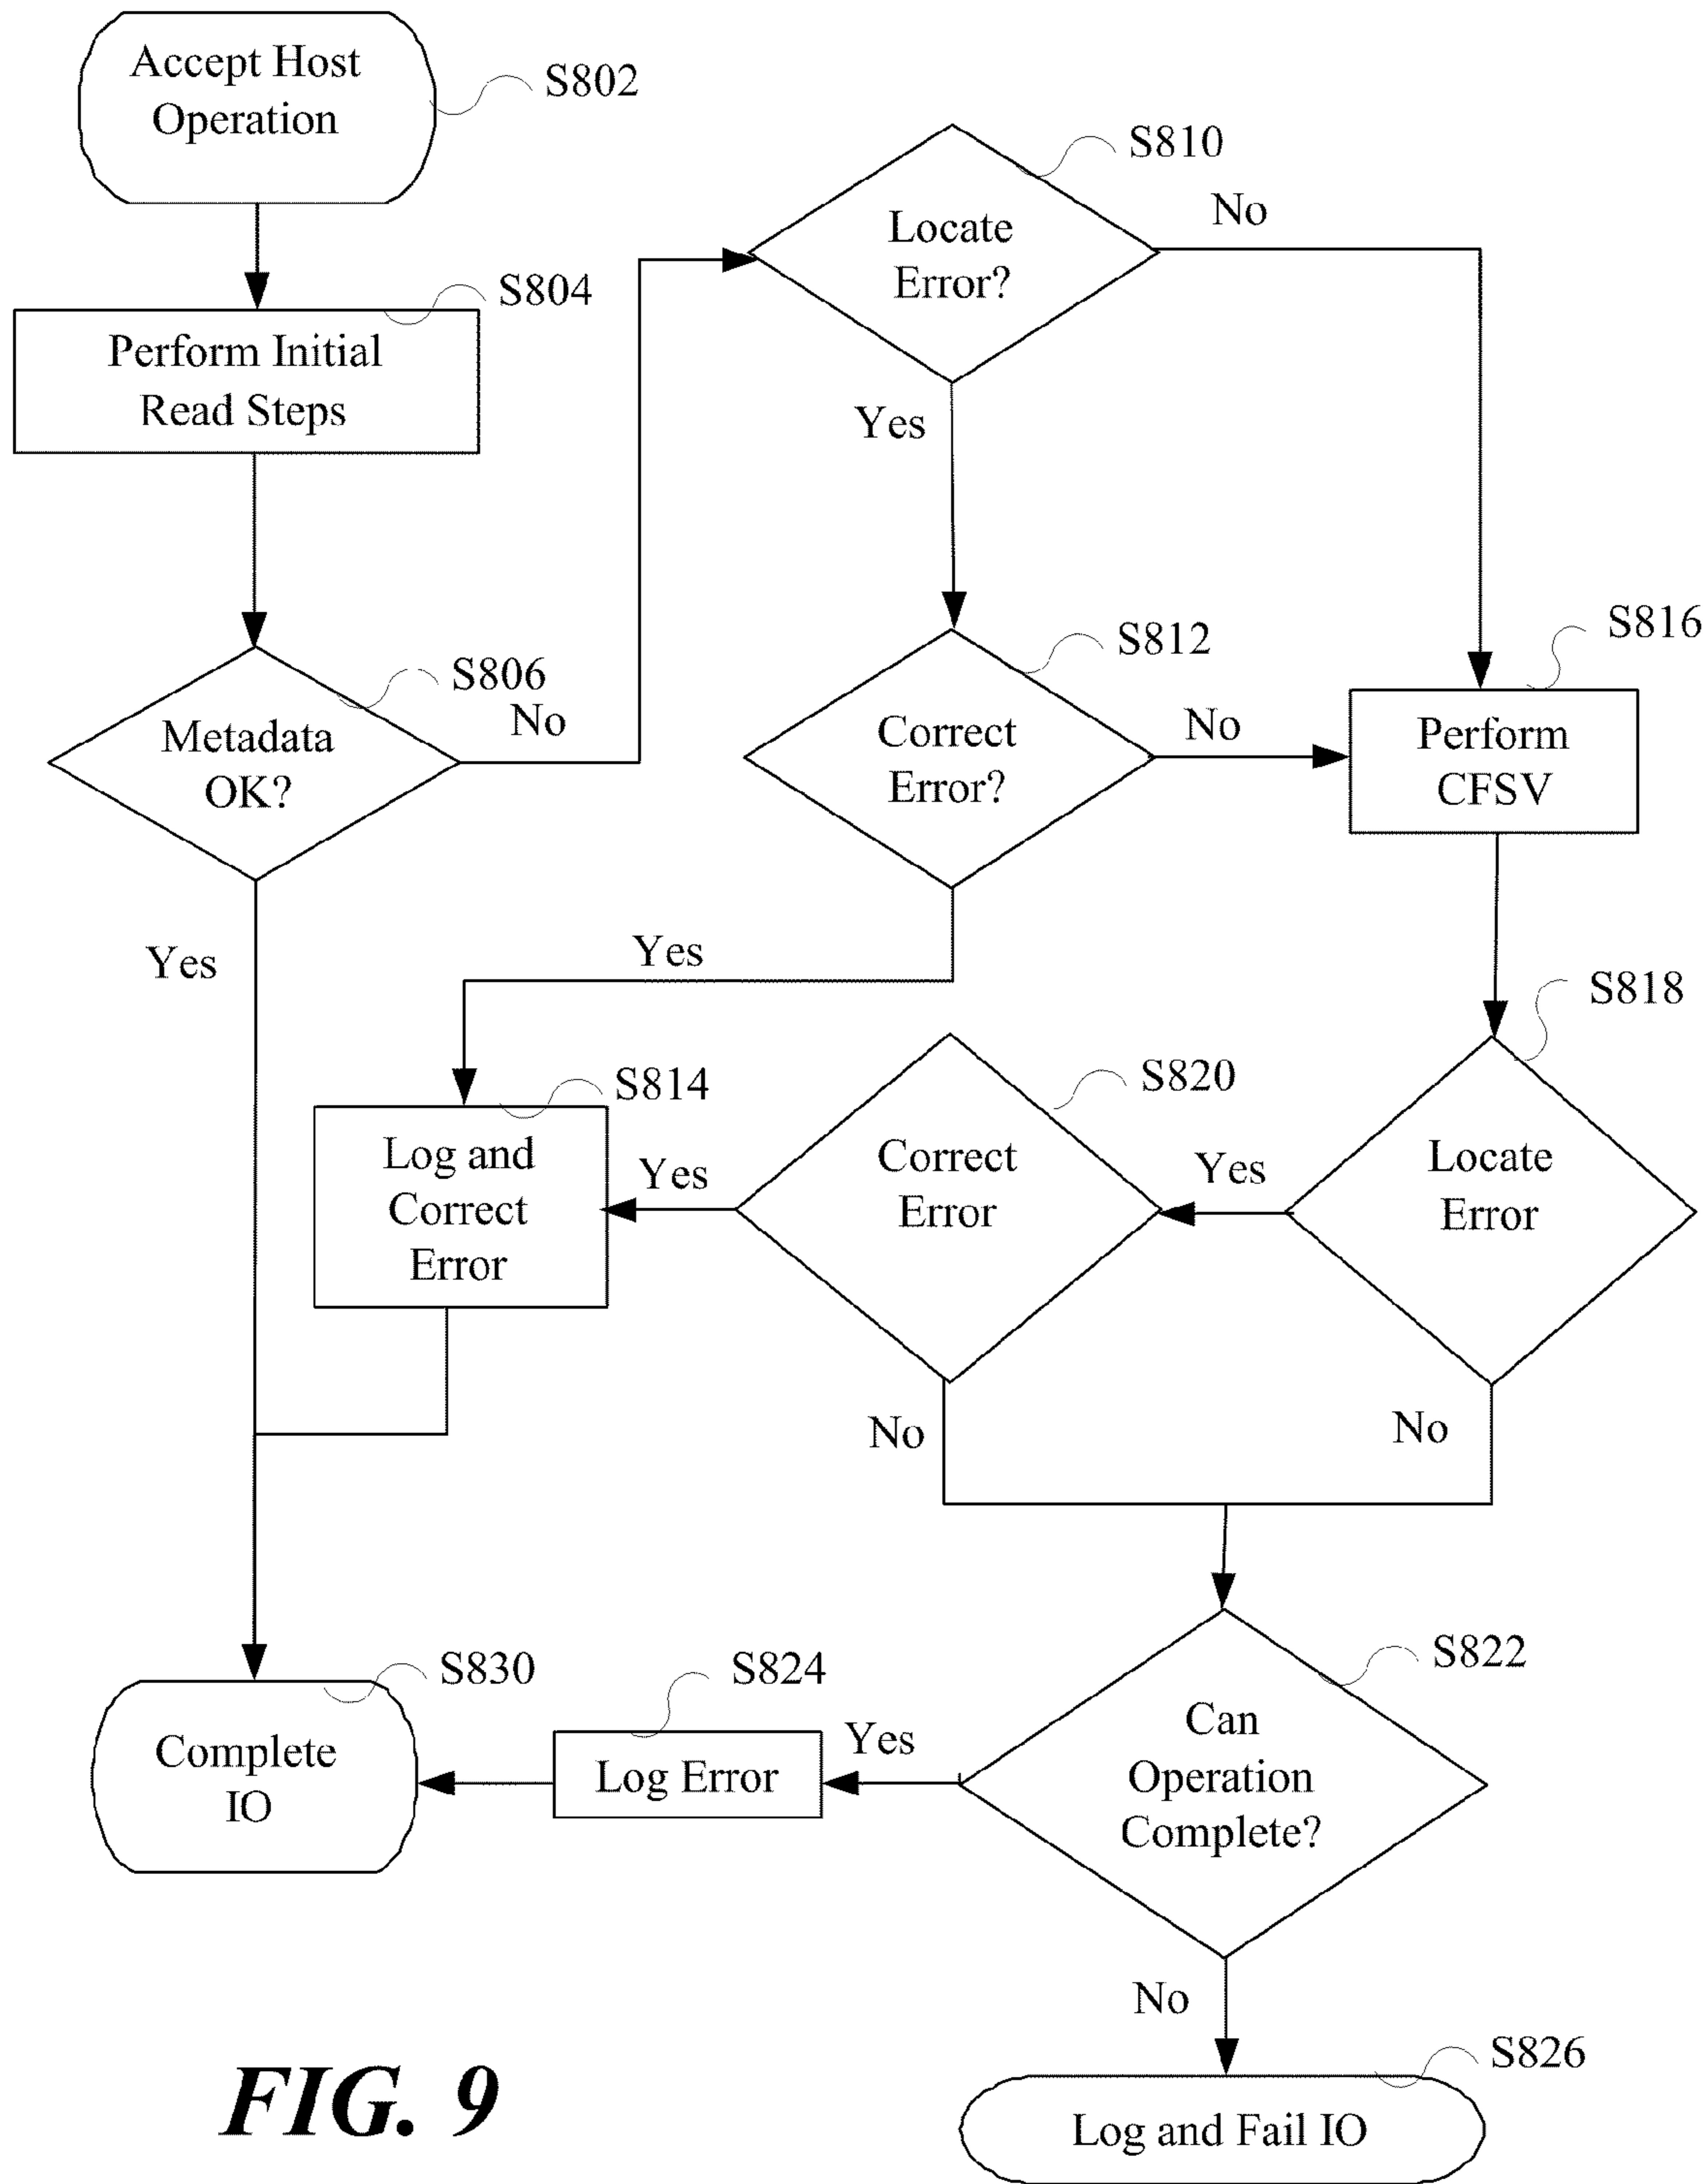 Accept Host
Operation
S802
S810
No
Locate
Error?
S804
Perform Initial
Read Steps
Yes
S806
No
Metadata
OK?
S812
S816
Correct
Error?
No
Perform
CFSV
Yes
Yes
S818
S814
S820
Log and
Correct
Error
Yes
Correct
Error
Yes
Locate
Error
No
No
S830
S824
S822
Complete
IO
Log Error
Yes
Can
Operation
Complete?
No
S826
Log and Fail IO
FIG. 9